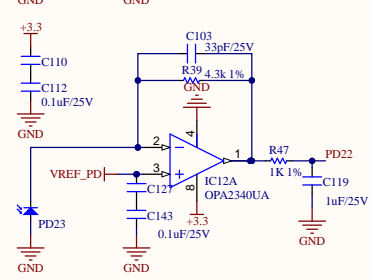 GND
GND
+3.3
C110
C112
0.1uF/25V
GND
C103
33pF/25V
R39
4.3k 1%
GND
4
2
1
3
8
VREF_PD
C127
C143
0.1uF/25V
GND
IC12A
OPA2340UA
+3.3
R47
1K 1%
PD22
C119
1uF/25V
GND
PD23
GND